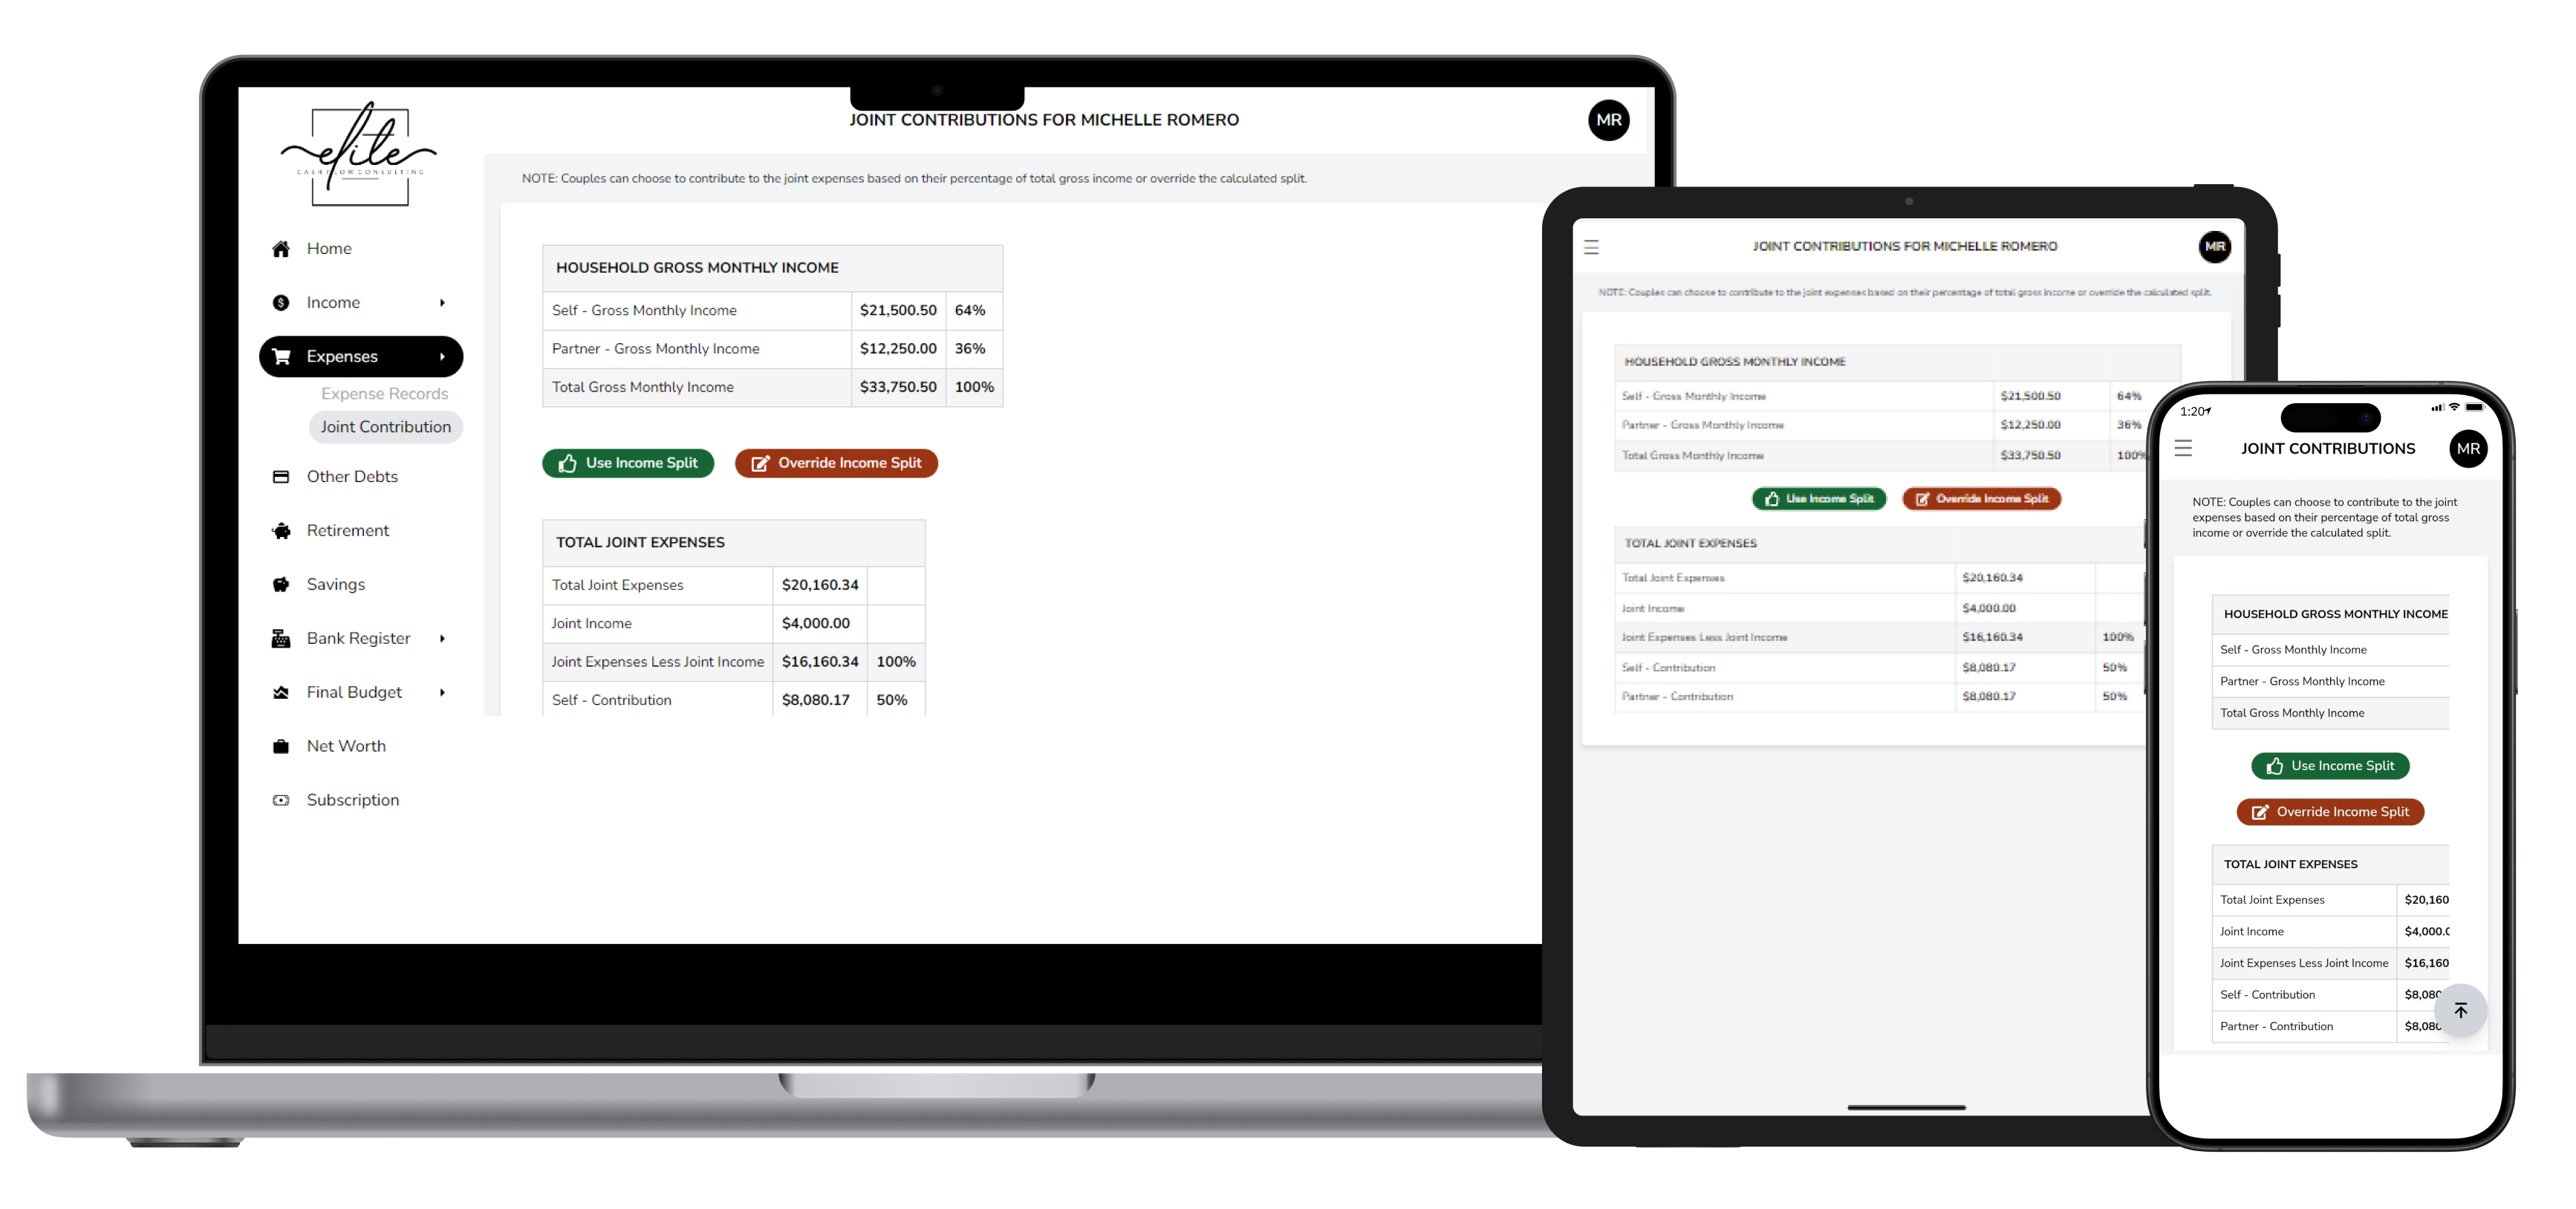 JOINT CONTRIBUTIONS FOR MICHELLE ROMERO
MR
elite
CASH FLOW CONSULTING
NOTE: Couples can choose to contribute to the joint expenses based on their percentage of total gross income or override the calculated split.
Home
Income
Expenses
Expense Records
Joint Contribution
Other Debts
Retirement
Savings
Bank Register
Final Budget
Net Worth
Subscription
HOUSEHOLD GROSS MONTHLY INCOME
Self - Gross Monthly Income $21,500.50 64%
Partner - Gross Monthly Income $12,250.00 36%
Total Gross Monthly Income $33,750.50 100%
Use Income Split Override Income Split
TOTAL JOINT EXPENSES
Total Joint Expenses $20,160.34
Joint Income $4,000.00
Joint Expenses Less Joint Income $16,160.34 100%
Self - Contribution $8,080.17 50%
JOINT CONTRIBUTIONS FOR MICHELLE ROMERO
MR
NOTE: Couples can choose to contribute to the joint expenses based on their percentage of total gross income or override the calculated split.
HOUSEHOLD GROSS MONTHLY INCOME
Self - Gross Monthly Income $21,500.50 64%
Partner - Gross Monthly Income $12,250.00 36%
Total Gross Monthly Income $33,750.50 100%
Use Income Split Override Income Split
TOTAL JOINT EXPENSES
Total Joint Expenses $20,160.34
Joint Income $4,000.00
Joint Expenses Less Joint Income $16,160.34 100%
Self - Contribution $8,080.17 50%
Partner - Contribution $8,080.17 50%
1:20
JOINT CONTRIBUTIONS
MR
NOTE: Couples can choose to contribute to the joint
expenses based on their percentage of total gross
income or override the calculated split.
HOUSEHOLD GROSS MONTHLY INCOME
Self - Gross Monthly Income
Partner - Gross Monthly Income
Total Gross Monthly Income
Use Income Split
Override Income Split
TOTAL JOINT EXPENSES
Total Joint Expenses $20,160
Joint Income $4,000.0
Joint Expenses Less Joint Income $16,160
Self - Contribution $8,080
Partner - Contribution $8,080